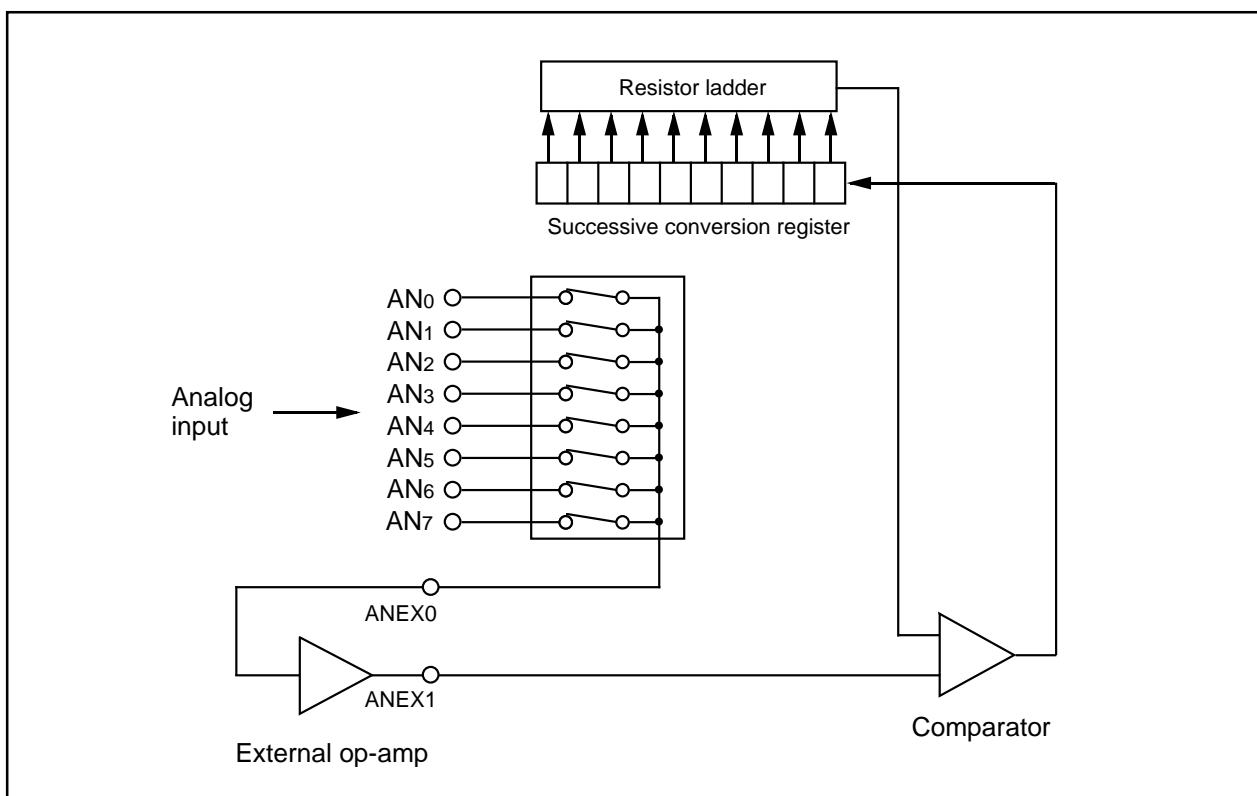 Resistor ladder
Successive conversion register
AN0
AN1
AN2
AN3
AN4
AN5
AN6
AN7
Analog
input
ANEX0
ANEX1
External op-amp
Comparator